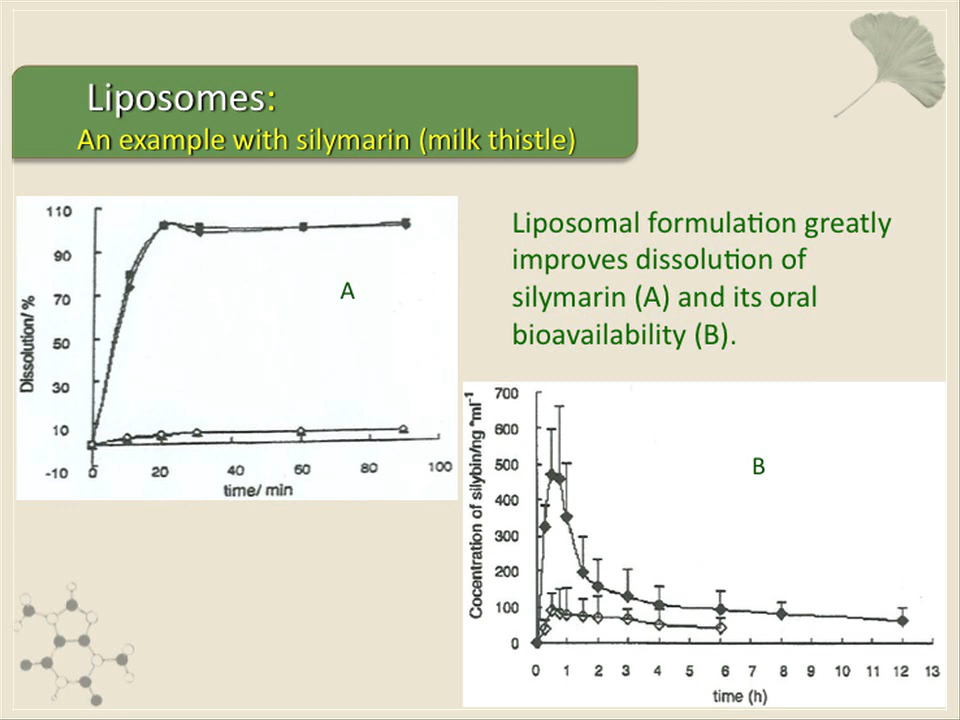 Liposomes:
An example with silymarin (milk thistle)
Liposomal formulation greatly
improves dissolution of
silymarin (A) and its oral
bioavailability (B).
A
Dissolution/ %
110
90
70
50
30
10
-10
0 20 40 60 80 100
time/ min
B
Cocentration of silybin/ng *ml-1
700
600
500
400
300
200
100
0
0 1 2 3 4 5 6 7 8 9 10 11 12 13
time (h)